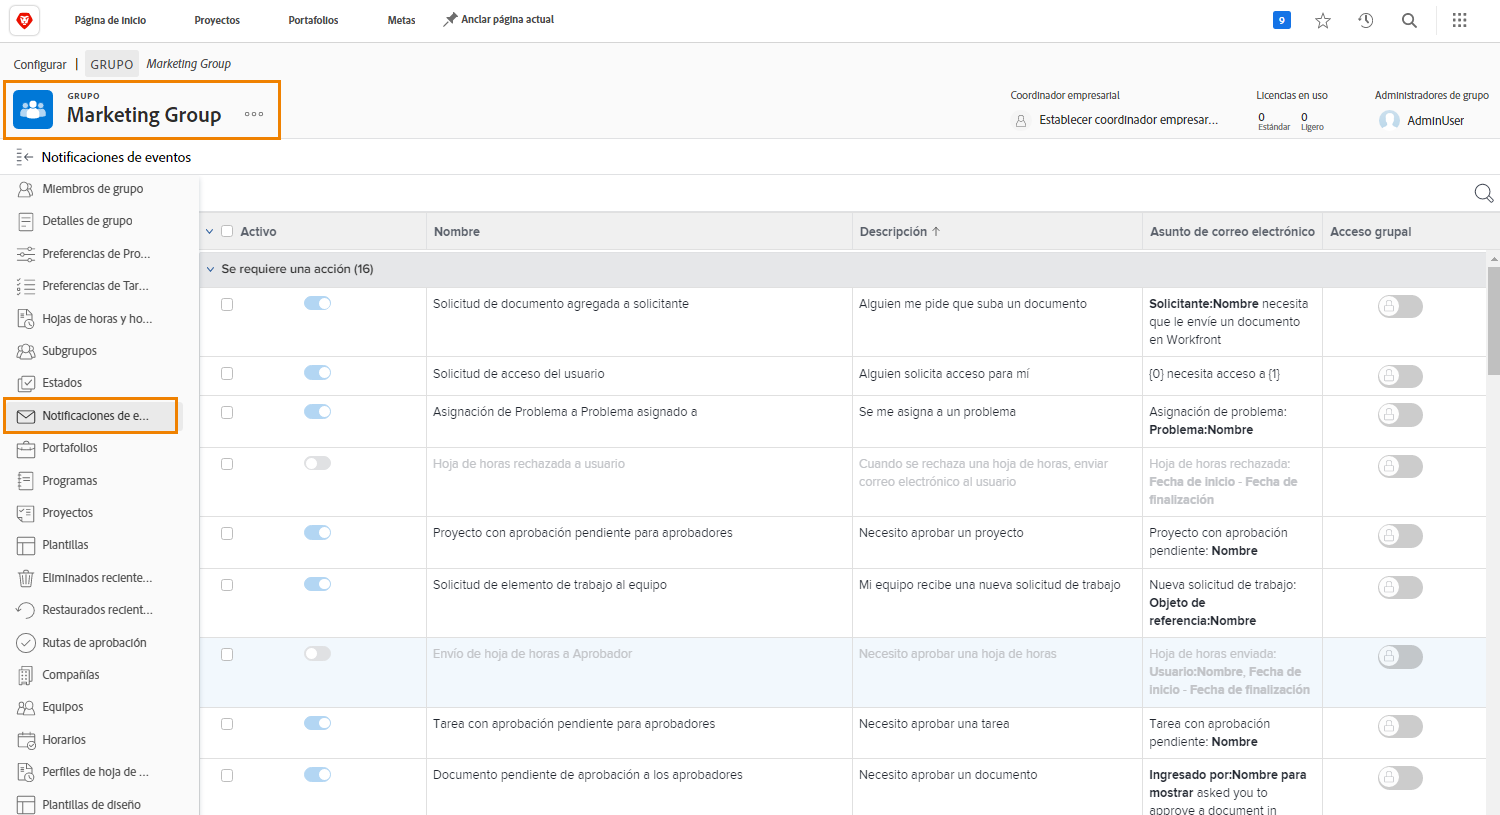 Página de inicio
Proyectos
Portafolios
Metas
Anclar página actual
9
Configurar | GRUPO Marketing Group
GRUPO
Marketing Group
Coordinador empresarial
Establecer coordinador empresar...
Licencias en uso
0 0
Estándar Ligero
Administradores de grupo
AdminUser
Notificaciones de eventos
Miembros de grupo
Detalles de grupo
Preferencias de Pro...
Preferencias de Tar...
Hojas de horas y ho...
Subgrupos
Estados
Notificaciones de e...
Portafolios
Programas
Proyectos
Plantillas
Eliminados reciente...
Restaurados recient...
Rutas de aprobación
Compañías
Equipos
Horarios
Perfiles de hoja de ...
Plantillas de diseño
Activo
Nombre
Descripción ↑
Asunto de correo electrónico
Acceso grupal
Se requiere una acción (16)
Solicitud de documento agregada a solicitante
Alguien me pide que suba un documento
Solicitante:Nombre necesita
que le envíe un documento
en Workfront
Solicitud de acceso del usuario
Alguien solicita acceso para mí
{0} necesita acceso a {1}
Asignación de Problema a Problema asignado a
Se me asigna a un problema
Asignación de problema:
Problema:Nombre
Hoja de horas rechazada a usuario
Cuando se rechaza una hoja de horas, enviar
correo electrónico al usuario
Hoja de horas rechazada:
Fecha de inicio - Fecha de
finalización
Proyecto con aprobación pendiente para aprobadores
Necesito aprobar un proyecto
Proyecto con aprobación
pendiente: Nombre
Solicitud de elemento de trabajo al equipo
Mi equipo recibe una nueva solicitud de trabajo
Nueva solicitud de trabajo:
Objeto de
referencia:Nombre
Envío de hoja de horas a Aprobador
Necesito aprobar una hoja de horas
Hoja de horas enviada:
Usuario:Nombre, Fecha de
inicio - Fecha de finalización
Tarea con aprobación pendiente para aprobadores
Necesito aprobar una tarea
Tarea con aprobación
pendiente: Nombre
Documento pendiente de aprobación a los aprobadores
Necesito aprobar un documento
Ingresado por:Nombre para
mostrar asked you to
approve a document in